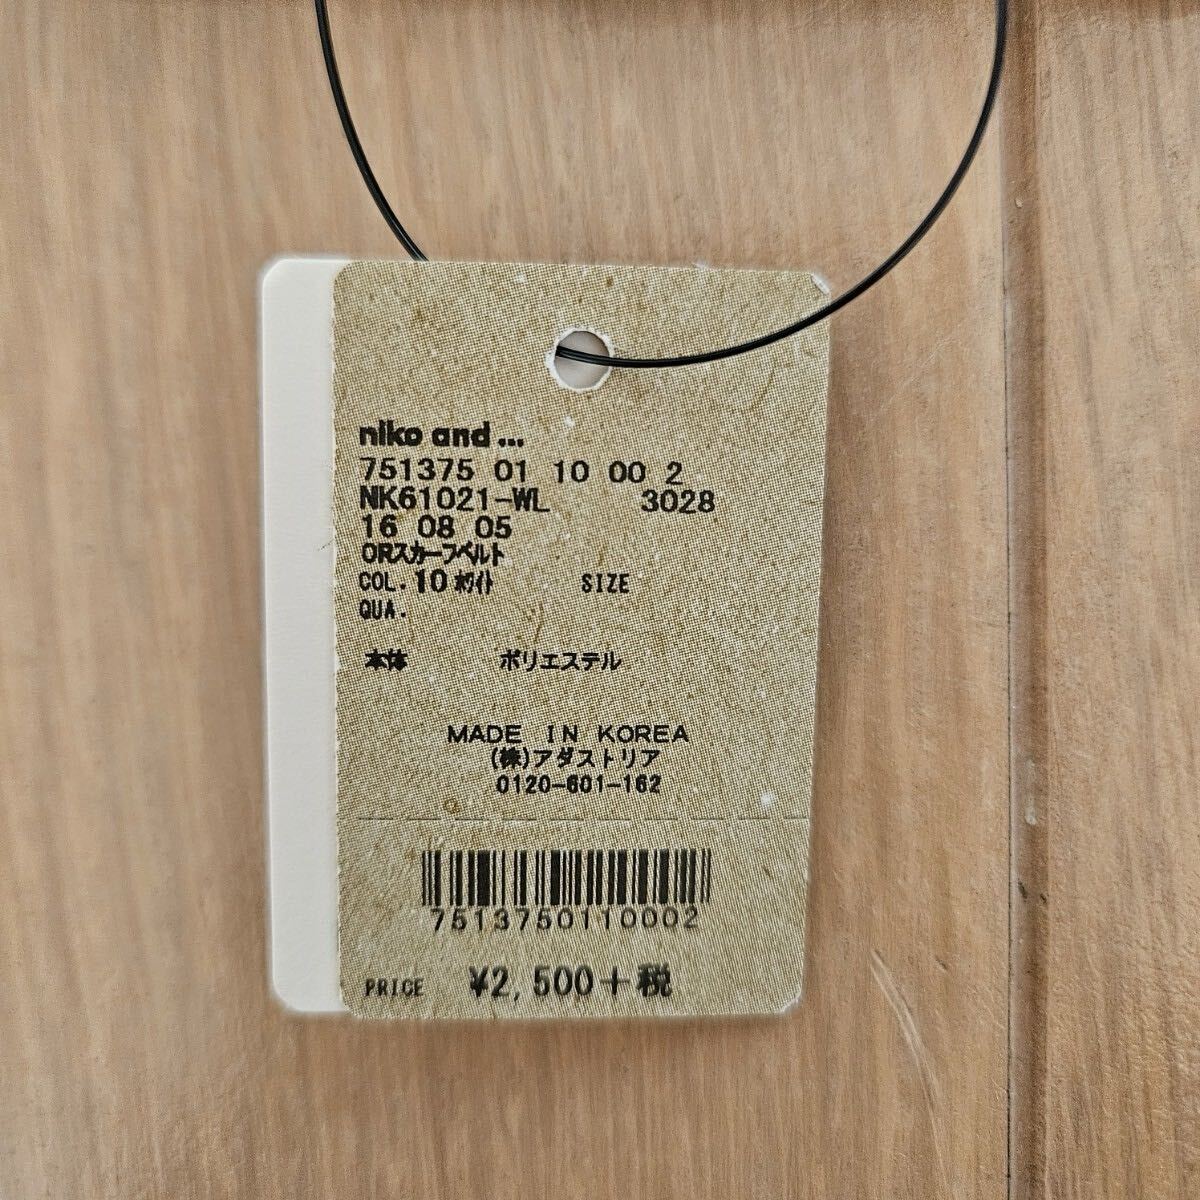 niko and ...
751375 01 10 00 2
NK61021-WL 3028
16 08 05
ORスカーフベルト
COL. 10 ホワイト SIZE
QUA.
本体 ポリエステル
MADE IN KOREA
(株)アダストリア
0120-601-162
7513750110002
PRICE ¥2,500+税